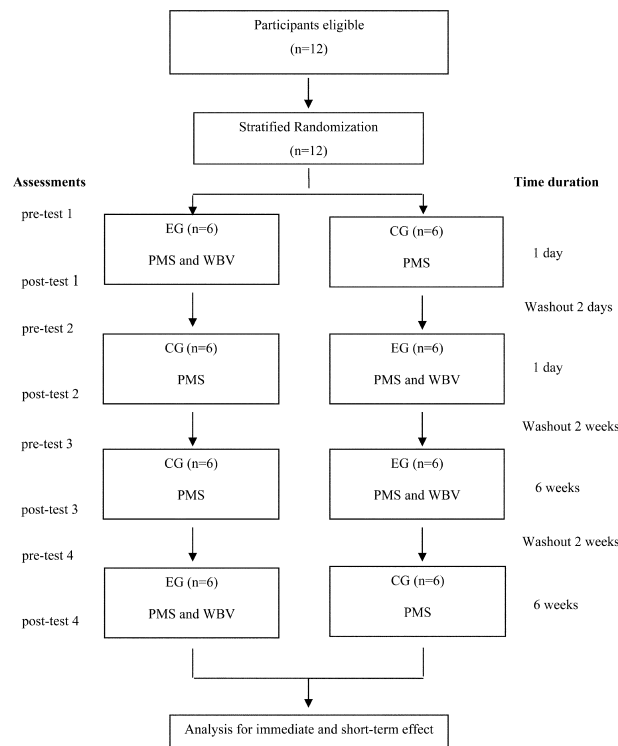 Participants eligible
(n=12)
Stratified Randomization
(n=12)
Assessments
Time duration
pre-test 1
EG (n=6)
PMS and WBV
CG (n=6)
PMS
1 day
post-test 1
Washout 2 days
pre-test 2
CG (n=6)
PMS
EG (n=6)
PMS and WBV
1 day
post-test 2
Washout 2 weeks
pre-test 3
CG (n=6)
PMS
EG (n=6)
PMS and WBV
6 weeks
post-test 3
Washout 2 weeks
pre-test 4
EG (n=6)
PMS and WBV
CG (n=6)
PMS
6 weeks
post-test 4
Analysis for immediate and short-term effect